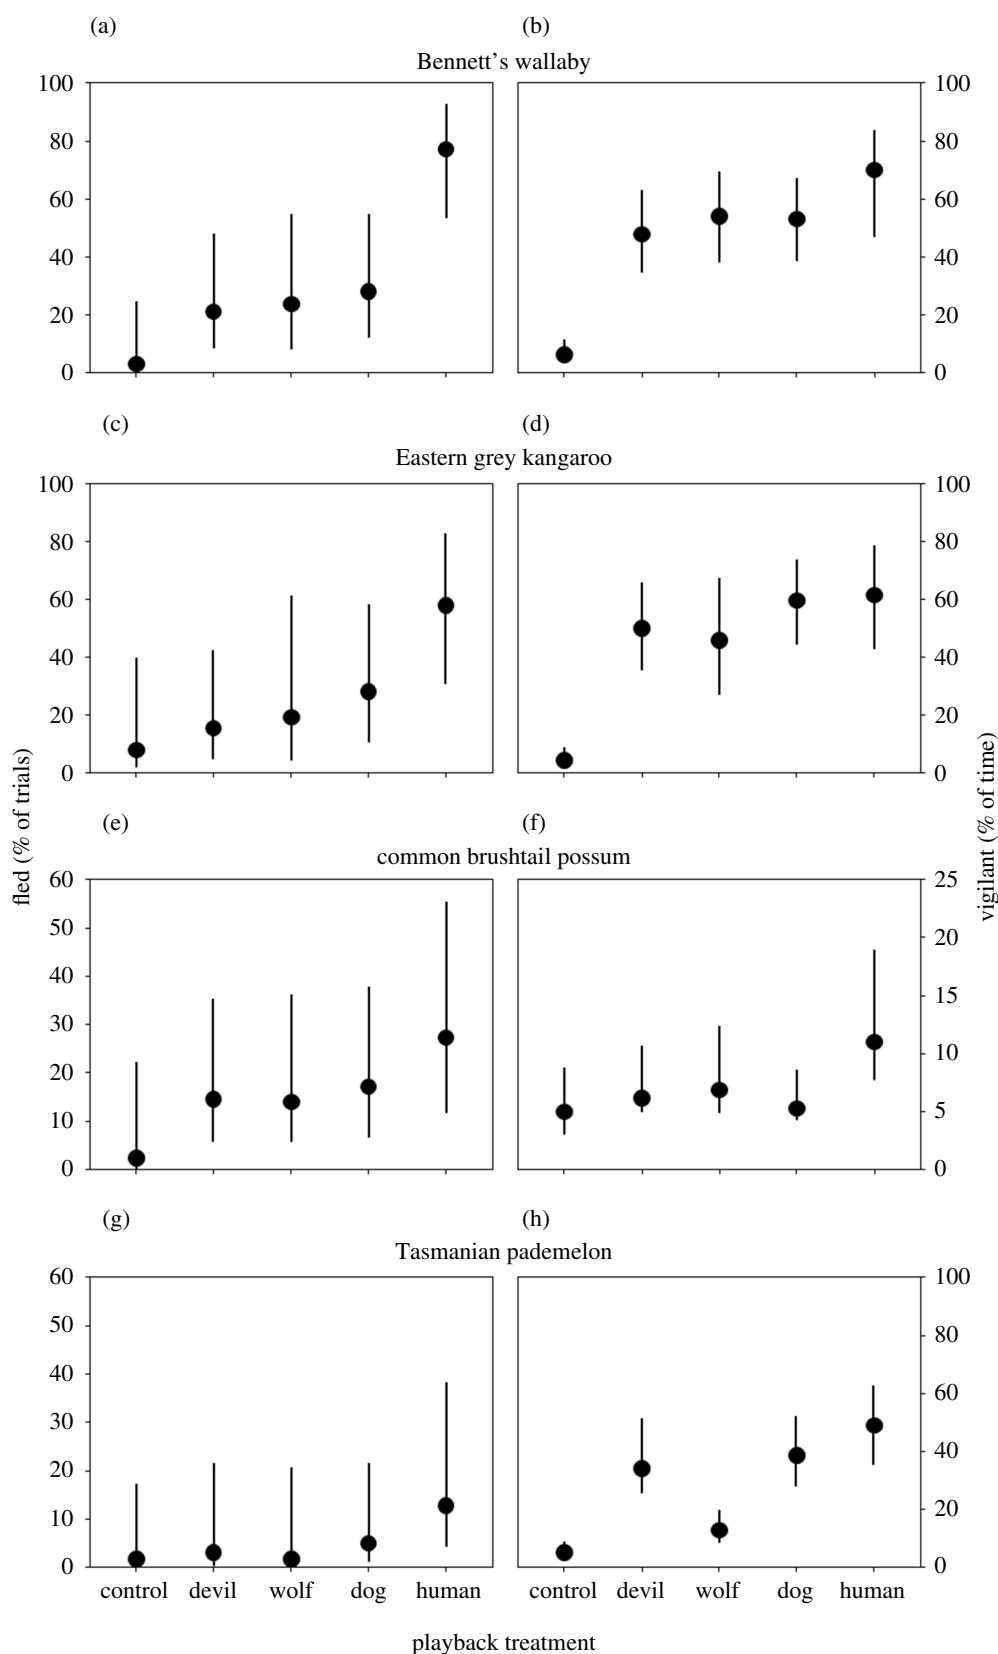 (a) (b)
Bennett's wallaby
100 100
80 80
60 60
40 40
20 20
0 0
(c) (d)
Eastern grey kangaroo
100 100
80 80
60 60
40 40
20 20
0 0
fled (% of trials)
vigilant (% of time)
(e) (f)
common brushtail possum
60 25
50 20
40 15
30 10
20 5
10 0
0
(g) (h)
Tasmanian pademelon
60 100
50 80
40 60
30 40
20 20
10 0
0
control devil wolf dog human control devil wolf dog human
playback treatment